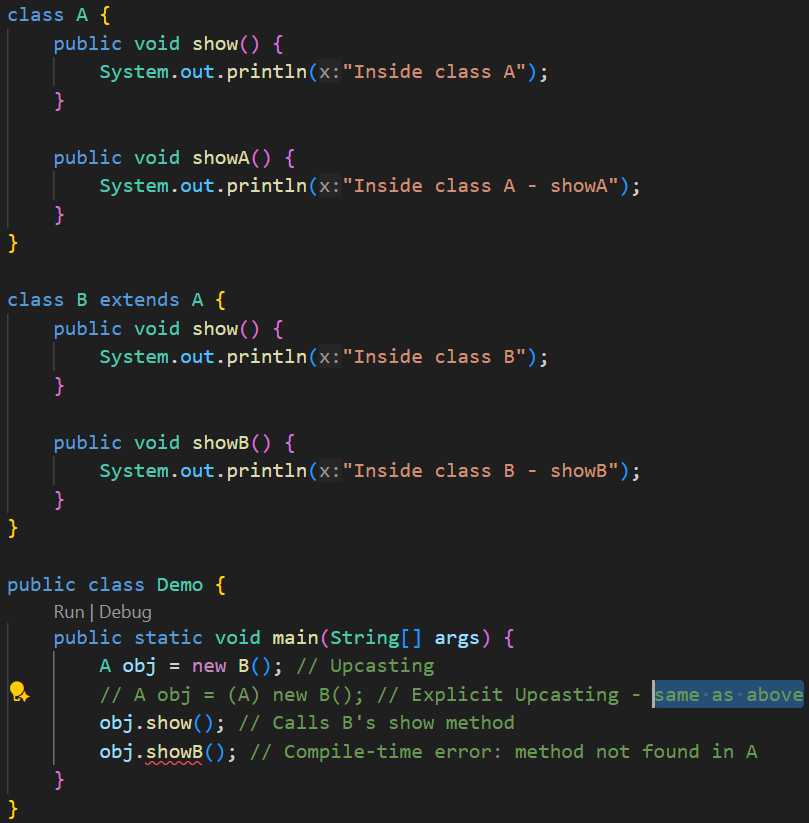 class A {
    public void show() {
        System.out.println(x:"Inside class A");
    }

    public void showA() {
        System.out.println(x:"Inside class A - showA");
    }
}

class B extends A {
    public void show() {
        System.out.println(x:"Inside class B");
    }

    public void showB() {
        System.out.println(x:"Inside class B - showB");
    }
}

public class Demo {
    Run | Debug
    public static void main(String[] args) {
        A obj = new B(); // Upcasting
        // A obj = (A) new B(); // Explicit Upcasting - same as above
        obj.show(); // Calls B's show method
        obj.showB(); // Compile-time error: method not found in A
    }
}